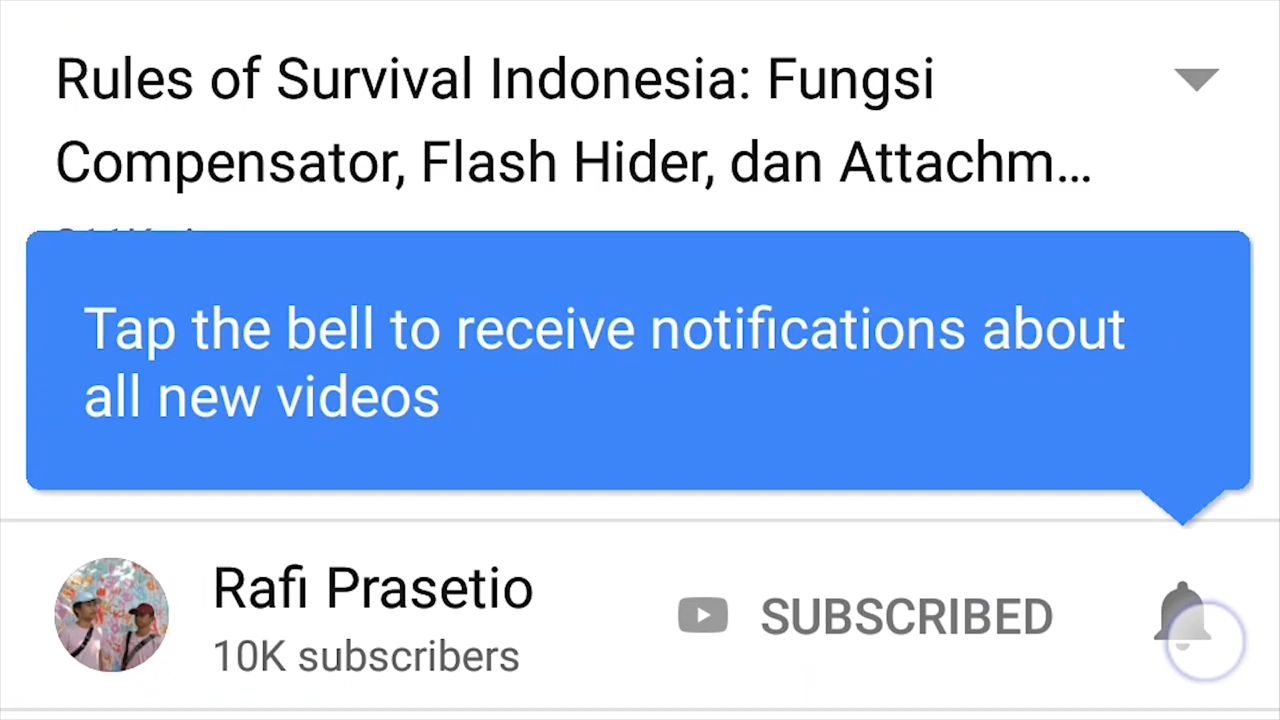 Rules of Survival Indonesia: Fungsi
Compensator, Flash Hider, dan Attachm...
Tap the bell to receive notifications about
all new videos
Rafi Prasetio
SUBSCRIBED
10K subscribers